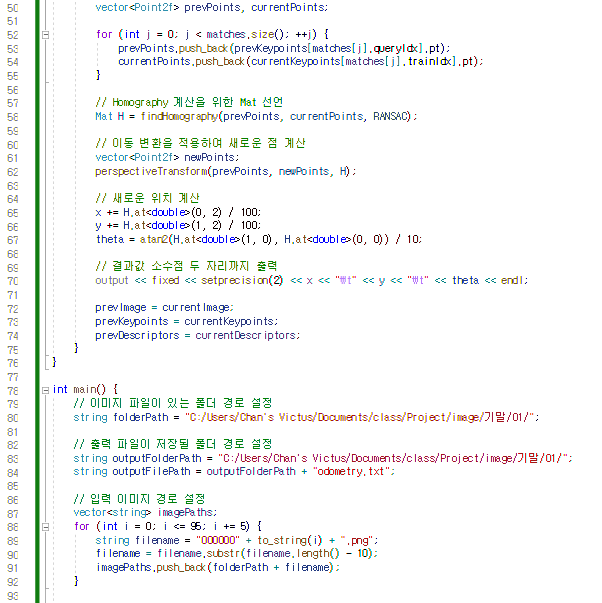 50 vector<Point2f> prevPoints, currentPoints;
51
52 for (int j = 0; j < matches.size(); ++j) {
53 prevPoints.push_back(prevKeypoints[matches[j].queryIdx].pt);
54 currentPoints.push_back(currentKeypoints[matches[j].trainIdx].pt);
55 }
56
57 // Homography 계산을 위한 Mat 선언
58 Mat H = findHomography(prevPoints, currentPoints, RANSAC);
59
60 // 이동 변환을 적용하여 새로운 점 계산
61 vector<Point2f> newPoints;
62 perspectiveTransform(prevPoints, newPoints, H);
63
64 // 새로운 위치 계산
65 x += H.at<double>(0, 2) / 100;
66 y += H.at<double>(1, 2) / 100;
67 theta = atan2(H.at<double>(1, 0), H.at<double>(0, 0)) / 10;
68
69 // 결과값 소수점 두 자리까지 출력
70 output << fixed << setprecision(2) << x << "₩t" << y << "₩t" << theta << endl;
71
72 prevImage = currentImage;
73 prevKeypoints = currentKeypoints;
74 prevDescriptors = currentDescriptors;
75 }
76 }
77
78 int main() {
79 // 이미지 파일이 있는 폴더 경로 설정
80 string folderPath = "C:/Users/Chan's Victus/Documents/class/Project/image/기말/01/";
81
82 // 출력 파일이 저장될 폴더 경로 설정
83 string outputFolderPath = "C:/Users/Chan's Victus/Documents/class/Project/image/기말/01/";
84 string outputFilePath = outputFolderPath + "odometry.txt";
85
86 // 입력 이미지 경로 설정
87 vector<string> imagePaths;
88 for (int i = 0; i <= 95; i += 5) {
89 string filename = "000000" + to_string(i) + ".png";
90 filename = filename.substr(filename.length() - 10);
91 imagePaths.push_back(folderPath + filename);
92 }
93